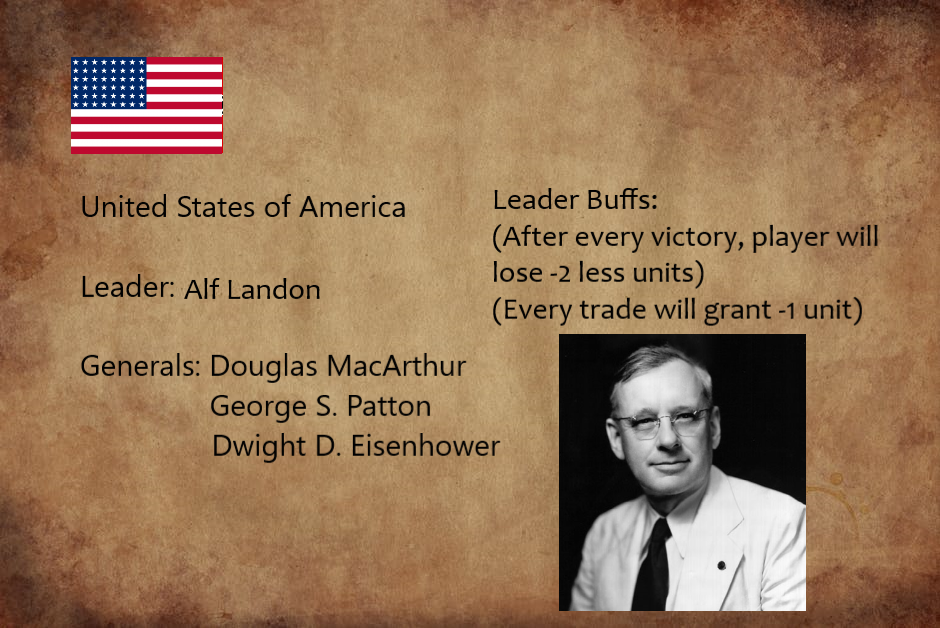 United States of America
Leader: Alf Landon
Generals: Douglas MacArthur
George S. Patton
Dwight D. Eisenhower
Leader Buffs:
(After every victory, player will
lose -2 less units)
(Every trade will grant -1 unit)